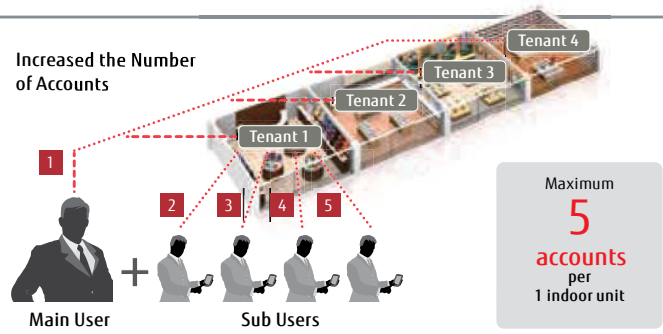 Increased the Number
of Accounts
Tenant 4
Tenant 3
Tenant 2
Tenant 1
1
2
3
4
5
Maximum
5
accounts
per
1 indoor unit
+
Main User
Sub Users